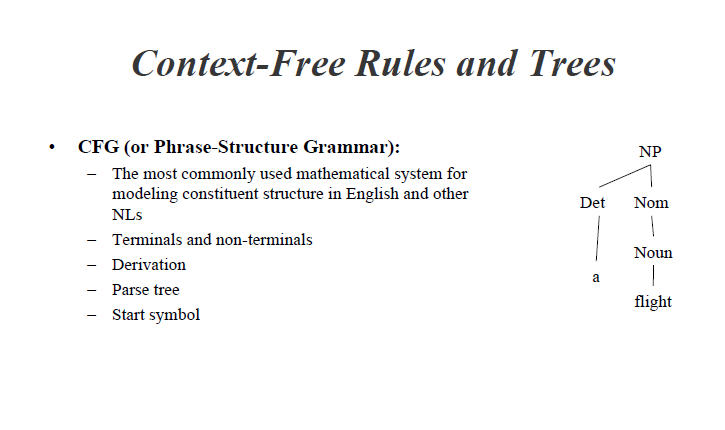 Context-Free Rules and Trees
• CFG (or Phrase-Structure Grammar):
– The most commonly used mathematical system for
modeling constituent structure in English and other
NLs
– Terminals and non-terminals
– Derivation
– Parse tree
– Start symbol
NP
Det Nom
Noun
a
flight